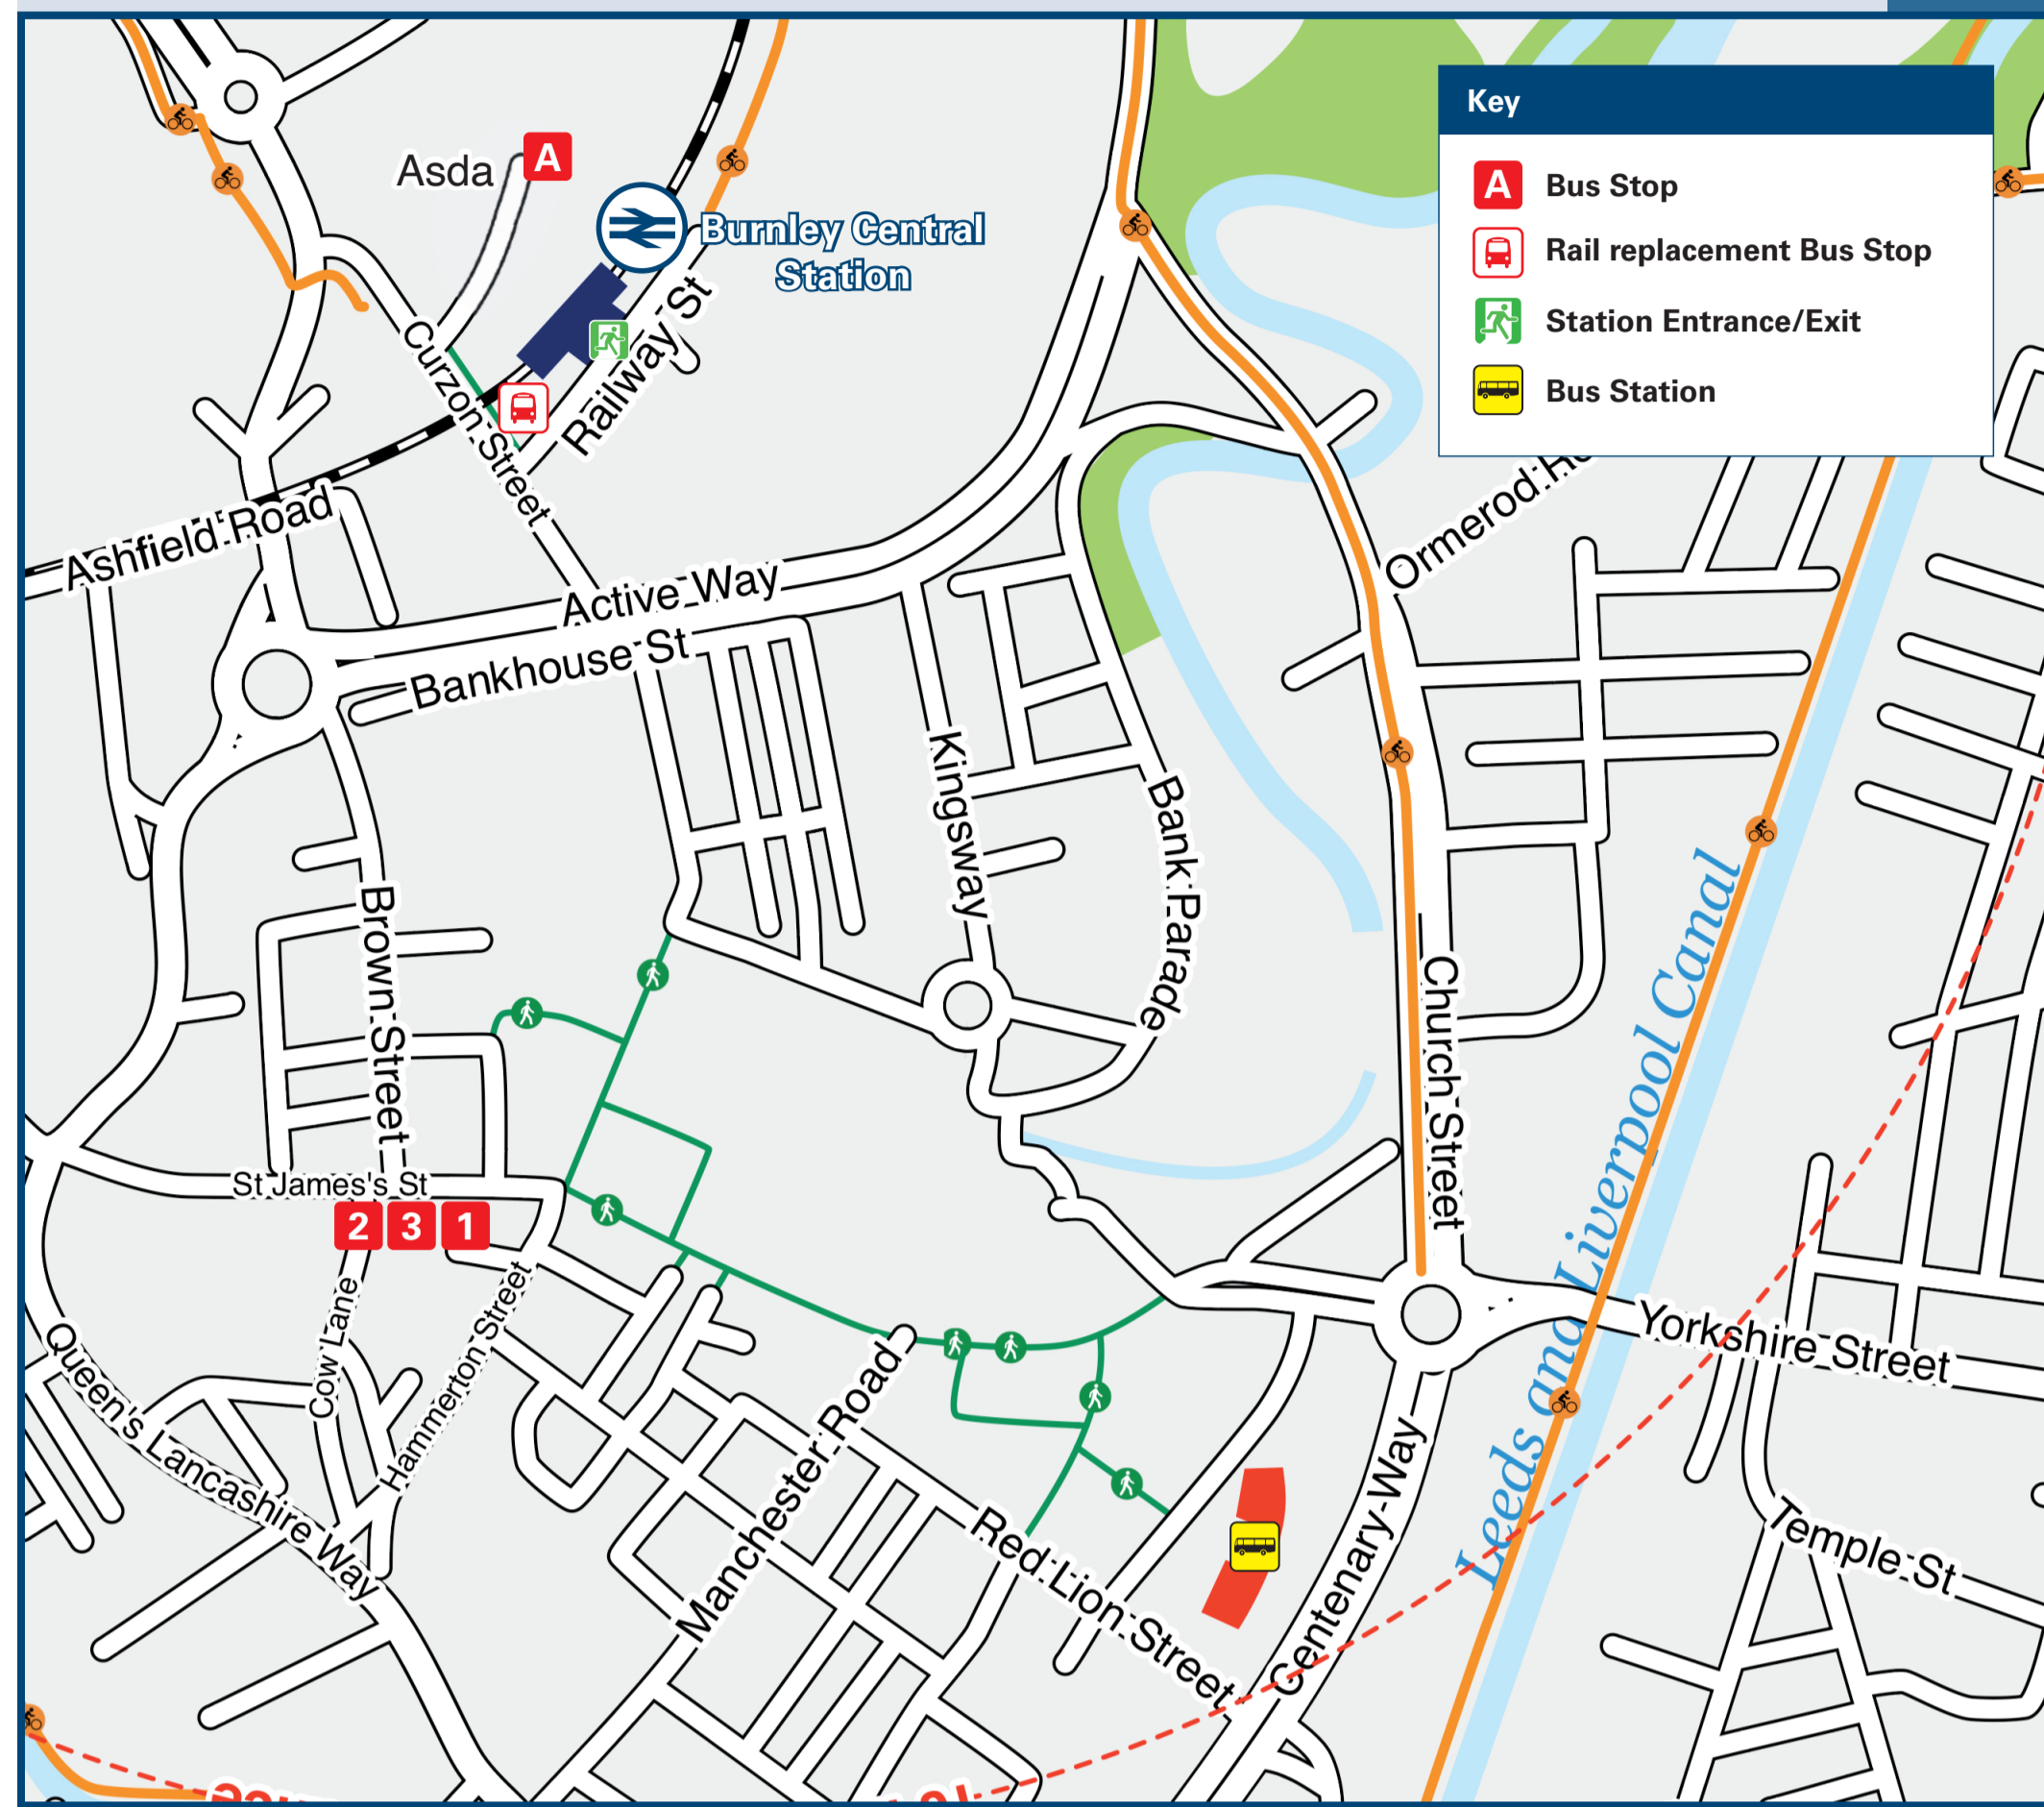 Key
A
Bus Stop
Rail replacement Bus Stop
Station Entrance/Exit
Bus Station
Asda
A
Burnley Central
Station
Railway St
Curzon Street
Ashfield Road
Active Way
Bankhouse St
Ormerod
Kingsway
Bank Parade
Brown Street
Church Street
Leeds and Liverpool Canal
St James's St
2
3
1
Cow Lane
Hammerton Street
Queen's Lancashire Way
Manchester Road
Red Lion Street
Centenary Way
Yorkshire Street
Temple St